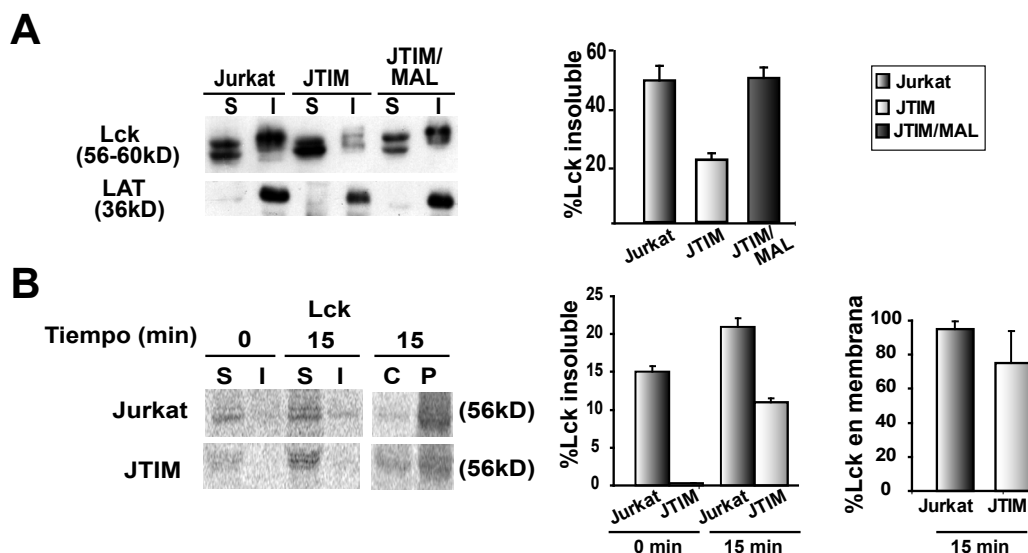 A
Jurkat JTIM JTIM/
MAL
S I S I S I
Lck
(56-60kD)
LAT
(36kD)
%Lck insoluble
60
40
20
Jurkat JTIM JTIM/
MAL
Jurkat
JTIM
JTIM/MAL
B
Lck
Tiempo (min) 0 15 15
S I S I C P
Jurkat (56kD)
JTIM (56kD)
%Lck insoluble
25
20
15
10
5
0
Jurkat JTIM Jurkat JTIM
0 min 15 min
%Lck en membrana
100
80
60
40
20
0
Jurkat JTIM
15 min